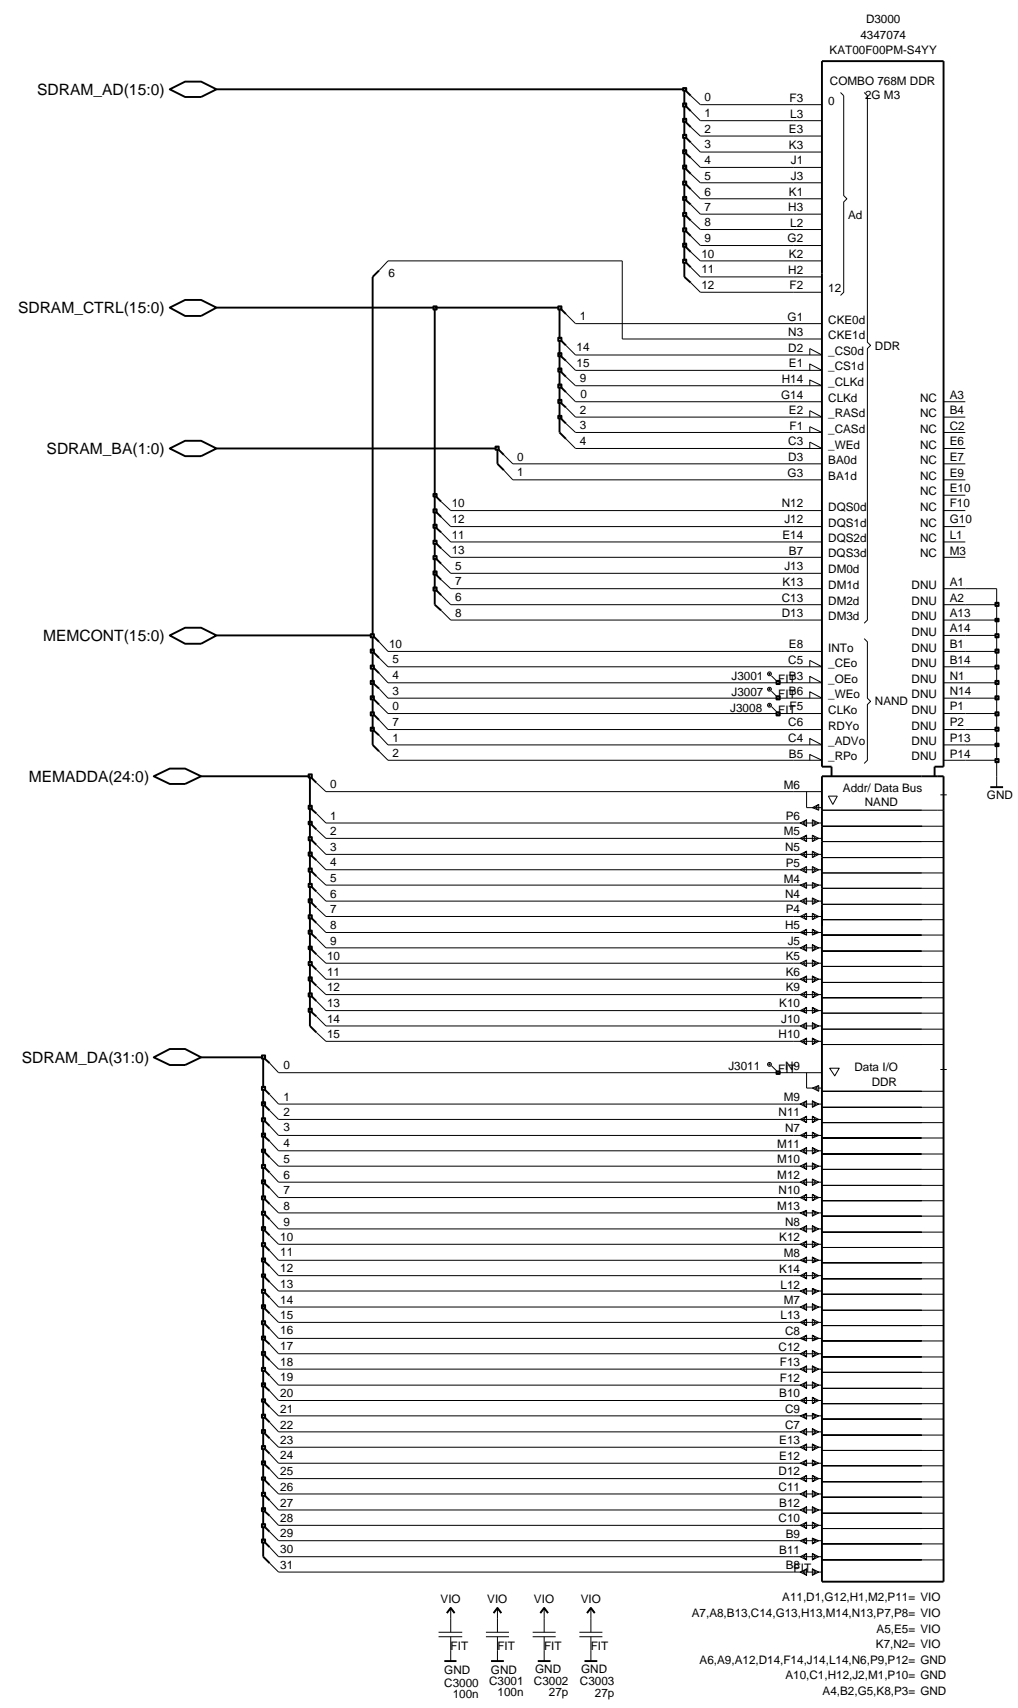 D3000
4347074
KAT00F00PM-S4YY
COMBO 768M DDR
2G M3
SDRAM_AD(15:0)
0 F3 0
1 L3
2 E3
3 K3
4 J1
5 J3
6 K1
7 H3
8 L2
Ad
9 G2
10 K2
11 H2
12 F2 12
6
SDRAM_CTRL(15:0)
1 G1 CKE0d
N3 CKE1d
14 D2 _CS0d
DDR
15 E1 _CS1d
9 H14 _CLKd
0 G14 CLKd NC A3
2 E2 _RASd NC B4
3 F1 _CASd NC C2
4 C3 _WEd NC E6
SDRAM_BA(1:0)
0 D3 BA0d NC E7
1 G3 BA1d NC E9
NC E10
10 N12 DQS0d NC F10
12 J12 DQS1d NC G10
11 E14 DQS2d NC L1
13 B7 DQS3d NC M3
5 J13 DM0d
7 K13 DM1d DNU A1
6 C13 DM2d DNU A2
8 D13 DM3d DNU A13
MEMCONT(15:0)
DNU A14
10 E8 INTo DNU B1
5 C5 _CEo DNU B14
4 J3001 FIT B3 _OEo DNU N1
3 J3007 FIT B6 _WEo DNU N14
NAND
0 J3008 FIT F5 CLKo DNU P1
7 C6 RDYo DNU P2
1 C4 _ADVo DNU P13
2 B5 _RPo DNU P14
GND
MEMADDA(24:0)
0 M6 Addr/ Data Bus
NAND
1 P6
2 M5
3 N5
4 P5
5 M4
6 N4
7 P4
8 H5
9 J5
10 K5
11 K6
12 K9
13 K10
14 J10
15 H10
SDRAM_DA(31:0)
0 J3011 FIT N9 Data I/O
DDR
1 M9
2 N11
3 N7
4 M11
5 M10
6 M12
7 N10
8 M13
9 N8
10 K12
11 M8
12 K14
13 L12
14 M7
15 L13
16 C8
17 C12
18 F13
19 F12
20 B10
21 C9
22 C7
23 E13
24 E12
25 D12
26 C11
27 B12
28 C10
29 B9
30 B11
31 B8 FIT
VIO VIO VIO VIO
FIT FIT FIT FIT
GND GND GND GND
C3000 C3001 C3002 C3003
100n 100n 27p 27p
A11,D1,G12,H1,M2,P11= VIO
A7,A8,B13,C14,G13,H13,M14,N13,P7,P8= VIO
A5,E5= VIO
K7,N2= VIO
A6,A9,A12,D14,F14,J14,L14,N6,P9,P12= GND
A10,C1,H12,J2,M1,P10= GND
A4,B2,G5,K8,P3= GND